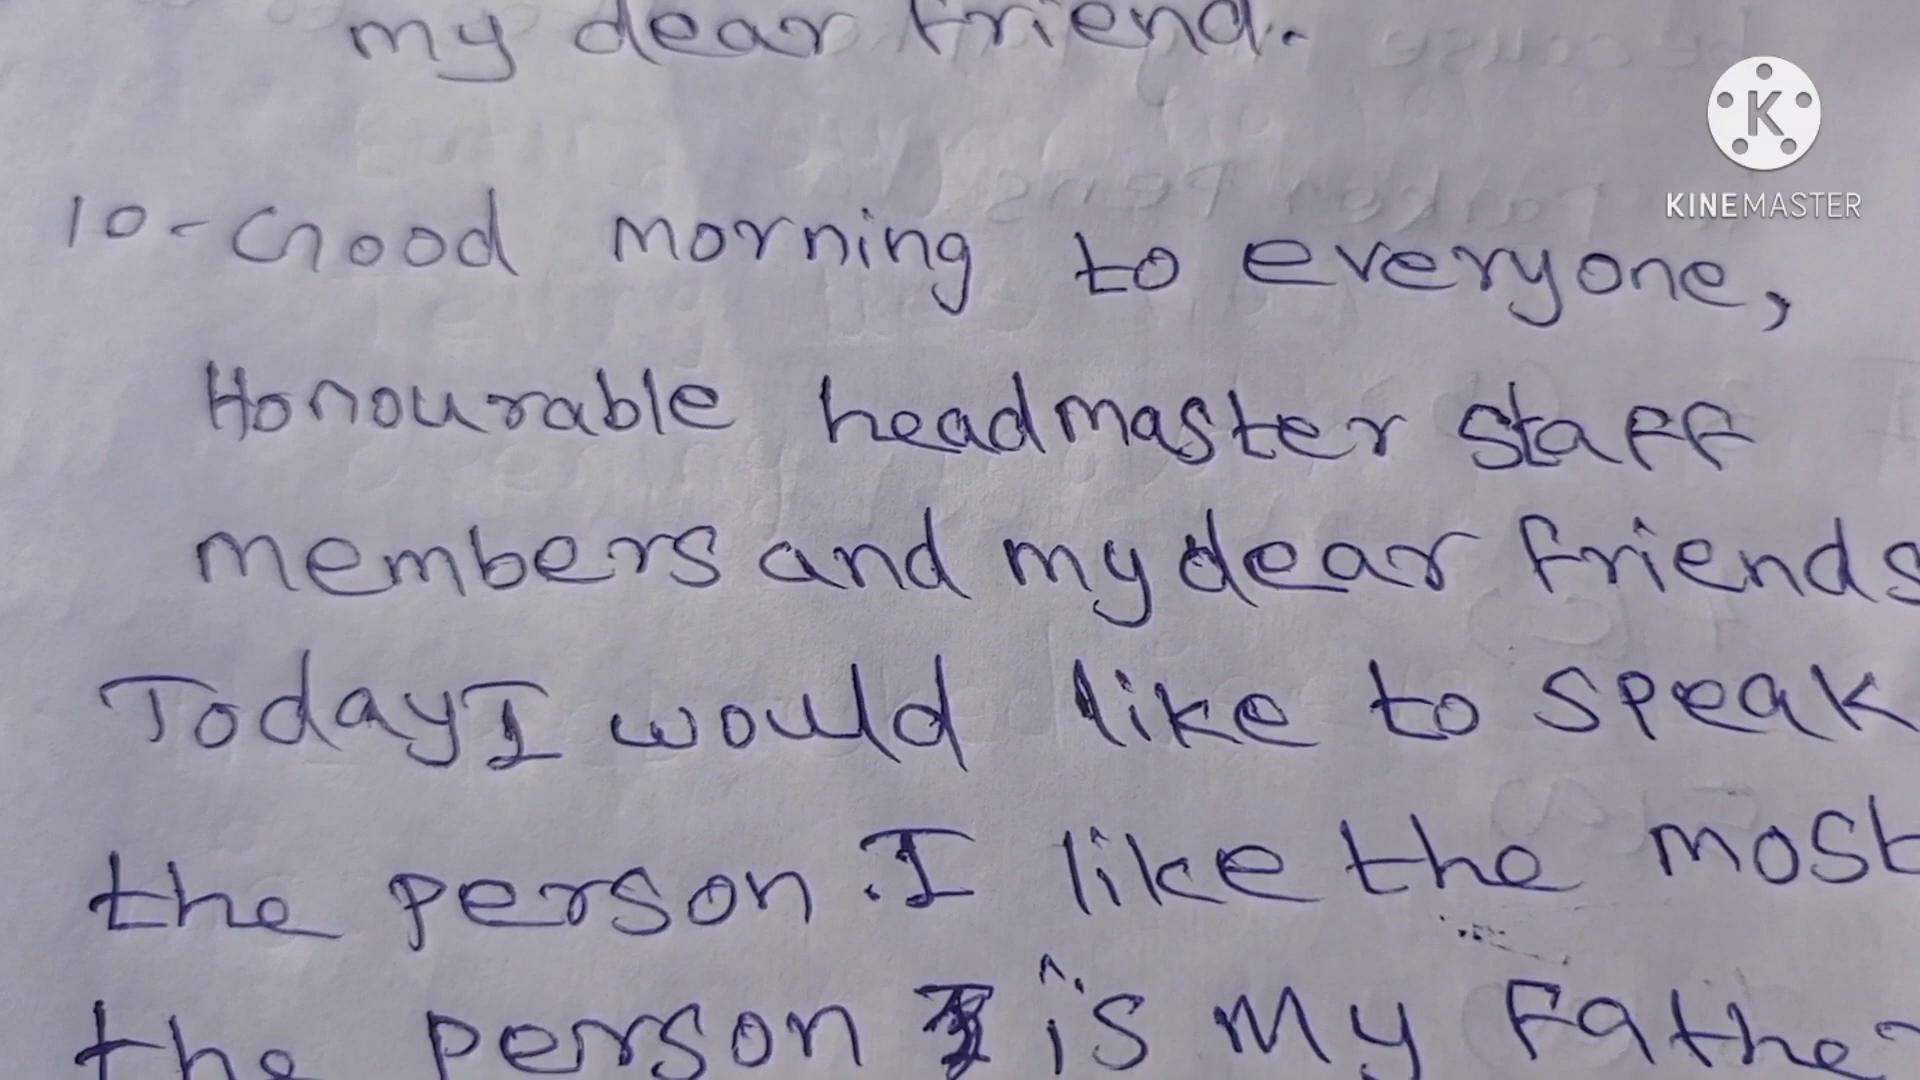 my dear friend.
10-Good morning to everyone,
Honourable headmaster staff
members and my dear friends
Today I would like to speak
the person . I like the most
the person is my Father
K
KINEMASTER